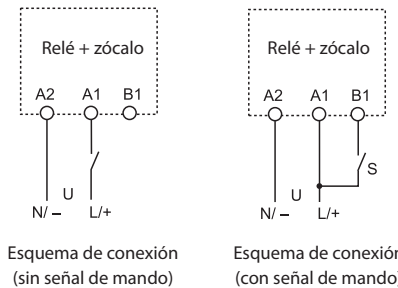 Relé + zócalo
A2 A1 B1
U
N/ – L/+
Esquema de conexión
(sin señal de mando)
Relé + zócalo
A2 A1 B1
S
U
N/ – L/+
Esquema de conexión
(con señal de mando)